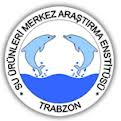 SU ÜRÜNLERİ MERKEZ ARAŞTIRMA ENSTİTÜSÜ
TRABZON